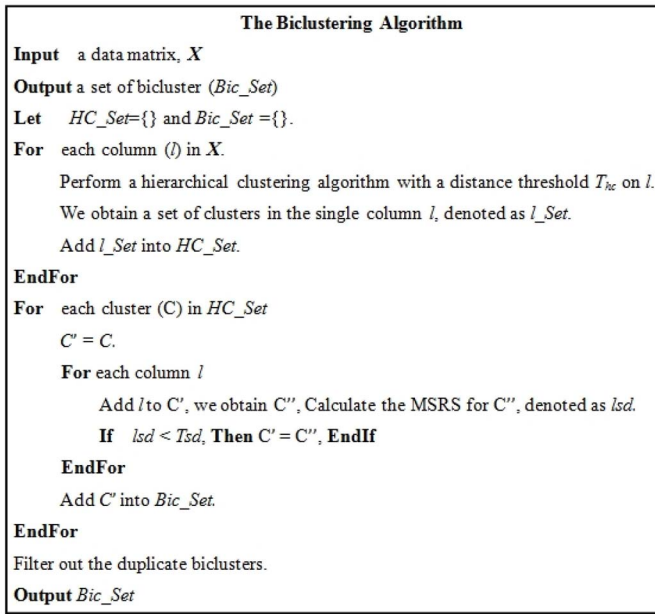 The Biclustering Algorithm
Input a data matrix, X
Output a set of bicluster (Bic_Set)
Let HC_Set={} and Bic_Set ={}.
For each column (l) in X.
Perform a hierarchical clustering algorithm with a distance threshold Thc on l.
We obtain a set of clusters in the single column l, denoted as l_Set.
Add l_Set into HC_Set.
EndFor
For each cluster (C) in HC_Set
C' = C.
For each column l
Add l to C', we obtain C'', Calculate the MSRS for C'', denoted as lsd.
If lsd < Tsd, Then C' = C'', EndIf
EndFor
Add C' into Bic_Set.
EndFor
Filter out the duplicate biclusters.
Output Bic_Set